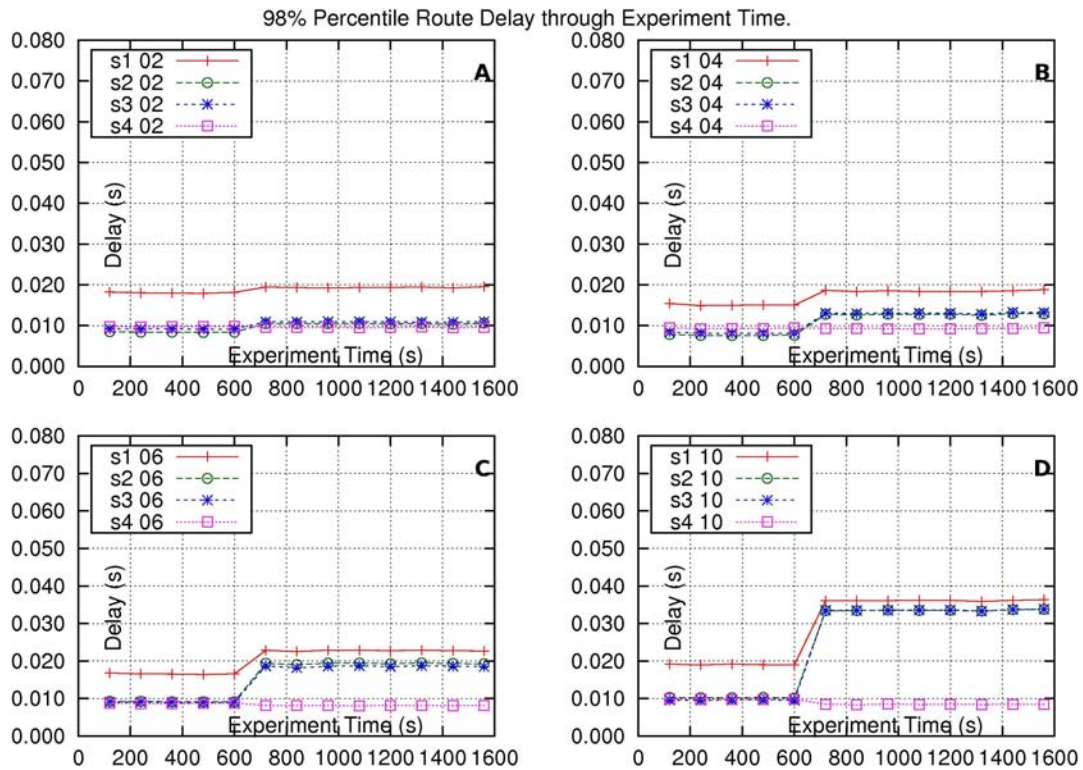 98% Percentile Route Delay through Experiment Time.
0.080
0.070
0.060
0.050
0.040
0.030
0.020
0.010
0.000
Delay (s)
s1 02
s2 02
s3 02
s4 02
A
Experiment Time (s)
0 200 400 600 800 1000 1200 1400 1600
0.080
0.070
0.060
0.050
0.040
0.030
0.020
0.010
0.000
Delay (s)
s1 04
s2 04
s3 04
s4 04
B
Experiment Time (s)
0 200 400 600 800 1000 1200 1400 1600
0.080
0.070
0.060
0.050
0.040
0.030
0.020
0.010
0.000
Delay (s)
s1 06
s2 06
s3 06
s4 06
C
Experiment Time (s)
0 200 400 600 800 1000 1200 1400 1600
0.080
0.070
0.060
0.050
0.040
0.030
0.020
0.010
0.000
Delay (s)
s1 10
s2 10
s3 10
s4 10
D
Experiment Time (s)
0 200 400 600 800 1000 1200 1400 1600